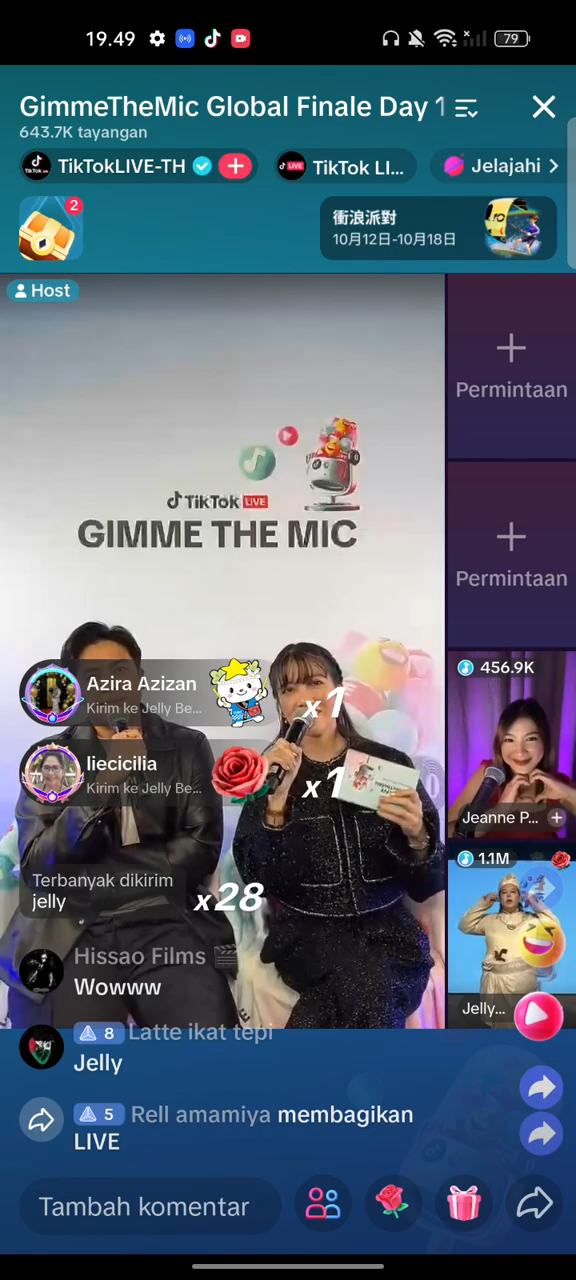 19.49
79
GimmeTheMic Global Finale Day 1
643.7K tayangan
TikTokLIVE-TH
TikTok LI...
Jelajahi
2
衝浪派對
10月12日-10月18日
Host
Permintaan
TikTok LIVE
GIMME THE MIC
Permintaan
456.9K
Azira Azizan
Kirim ke Jelly Be...
x1
liecicilia
Kirim ke Jelly Be...
x1
Jeanne P...
1.1M
Terbanyak dikirim
jelly
x28
Hissao Films
Wowww
Jelly...
8 Latte ikat tepi
Jelly
5 Rell amamiya membagikan
LIVE
Tambah komentar